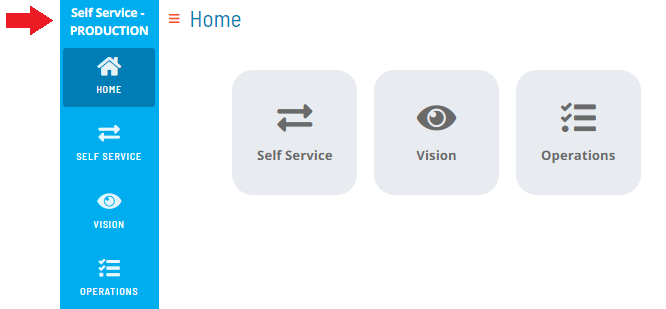 Self Service -
PRODUCTION
HOME
SELF SERVICE
VISION
OPERATIONS
Home
Self Service
Vision
Operations